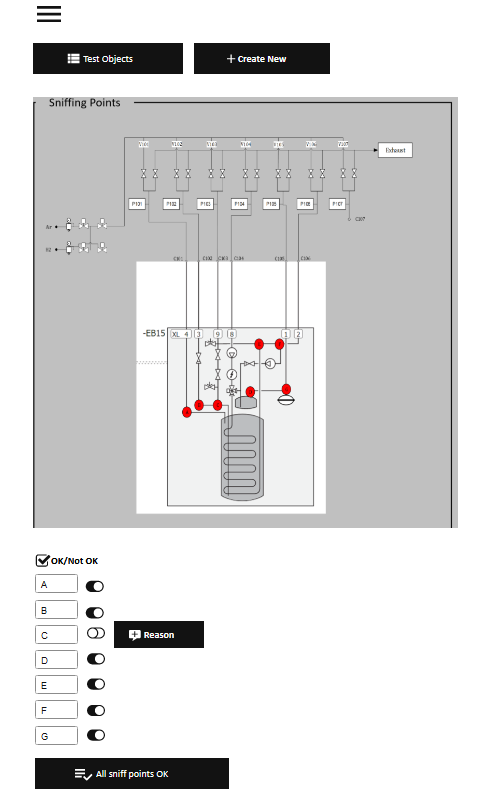 Test Objects
Create New
Sniffing Points
V101 V102 V103 V104 V105 V106 V107
Exhaust
P101 P102 P103 P104 P105 P106 P107
C107
Ar
C101 C102 C103 C104 C105 C106
-EB15
XL 4 3 9 8 1 2
OK/Not OK
A
B
C
Reason
D
E
F
G
All sniff points OK